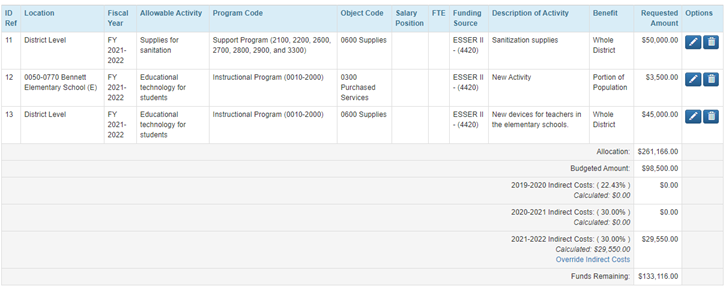 ID Ref Location Fiscal Year Allowable Activity Program Code Object Code Salary Position FTE Funding Source Description of Activity Benefit Requested Amount Options
11 District Level FY 2021-2022 Supplies for sanitation Support Program (2100, 2200, 2600, 2700, 2800, 2900, and 3300) 0600 Supplies ESSER II - (4420) Sanitization supplies Whole District $50,000.00
12 0050-0770 Bennett Elementary School (E) FY 2021-2022 Educational technology for students Instructional Program (0010-2000) 0300 Purchased Services ESSER II - (4420) New Activity Portion of Population $3,500.00
13 District Level FY 2021-2022 Educational technology for students Instructional Program (0010-2000) 0600 Supplies ESSER II - (4420) New devices for teachers in the elementary schools. Whole District $45,000.00
Allocation: $261,166.00
Budgeted Amount: $98,500.00
2019-2020 Indirect Costs: ( 22.43% ) $0.00
Calculated: $0.00
2020-2021 Indirect Costs: ( 30.00% ) $0.00
Calculated: $0.00
2021-2022 Indirect Costs: ( 30.00% ) $29,550.00
Calculated: $29,550.00
Override Indirect Costs
Funds Remaining: $133,116.00